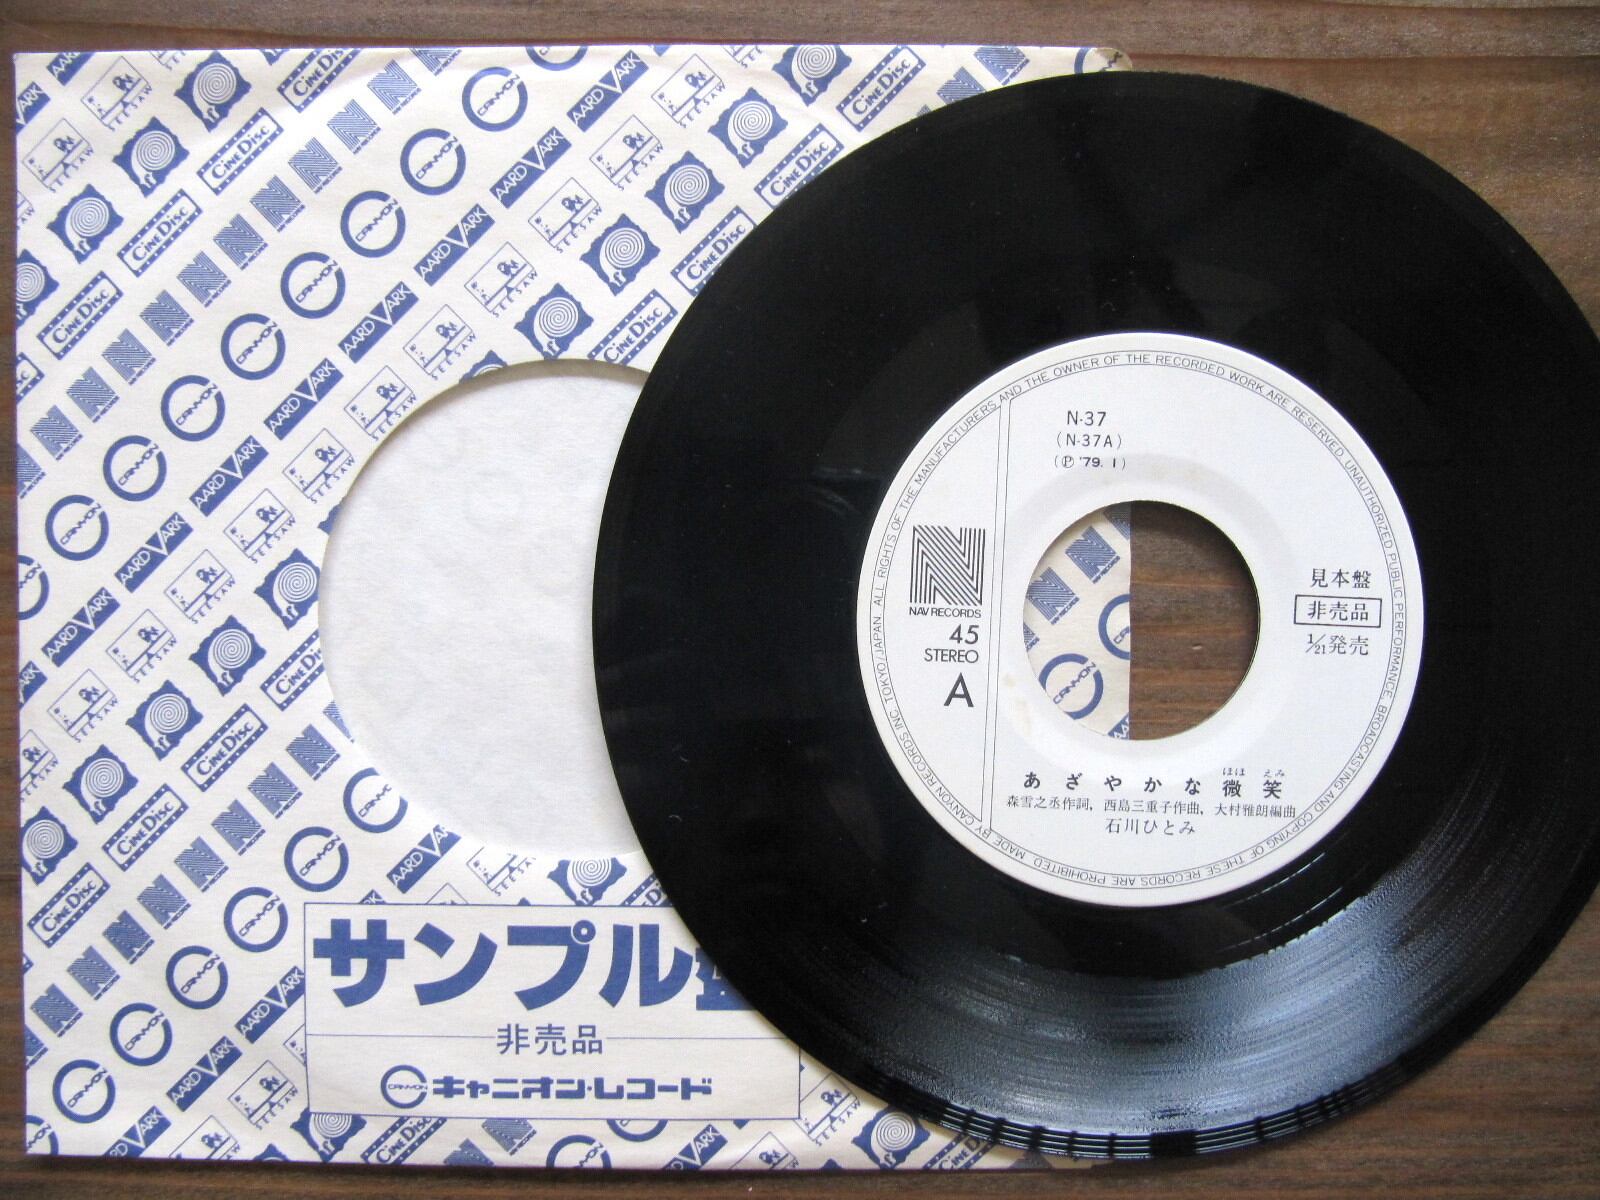 CANYON
AARDVARK
SEESAW
CINEDISC
サンプル盤
非売品
CANYON キャニオン・レコード
ALL RIGHTS OF THE MANUFACTURERS AND THE OWNER OF THE RECORDED WORK ARE RESERVED. UNAUTHORIZED PUBLIC PERFORMANCE, BROADCASTING AND COPYING OF THESE RECORDS ARE PROHIBITED. MADE BY CANYON RECORDS INC. TOKYO/JAPAN.
N-37
(N-37A)
(Ⓟ '79. 1)
NAV RECORDS
45
STEREO
A
見本盤
非売品
1/21発売
ほほ えみ
あざやかな微笑
森雪之丞作詞, 西島三重子作曲, 大村雅朗編曲
石川ひとみ